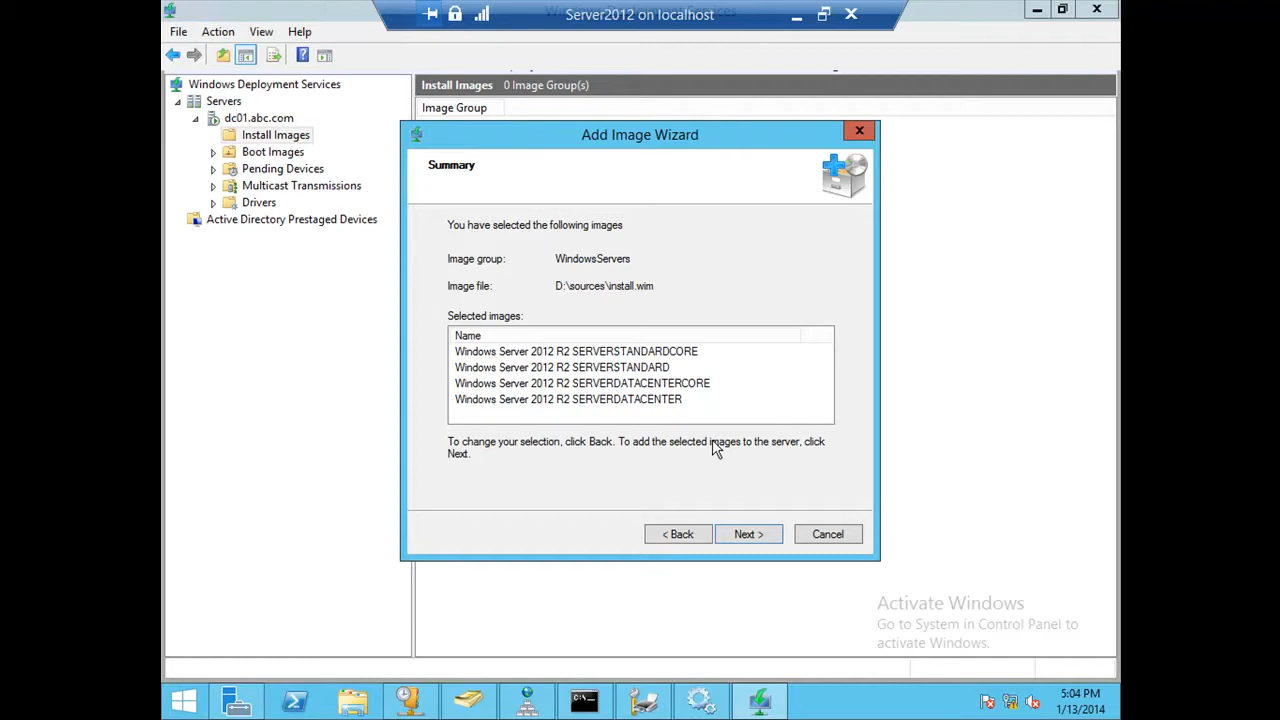 Server2012 on localhost
File Action View Help
Windows Deployment Services
Servers
dc01.abc.com
Install Images
Boot Images
Pending Devices
Multicast Transmissions
Drivers
Active Directory Prestaged Devices
Install Images 0 Image Group(s)
Image Group
Add Image Wizard
Summary
You have selected the following images
Image group: WindowsServers
Image file: D:\sources\install.wim
Selected images:
Name
Windows Server 2012 R2 SERVERSTANDARDCORE
Windows Server 2012 R2 SERVERSTANDARD
Windows Server 2012 R2 SERVERDATACENTERCORE
Windows Server 2012 R2 SERVERDATACENTER
To change your selection, click Back. To add the selected images to the server, click
Next.
< Back Next > Cancel
Activate Windows
Go to System in Control Panel to
activate Windows.
5:04 PM
1/13/2014